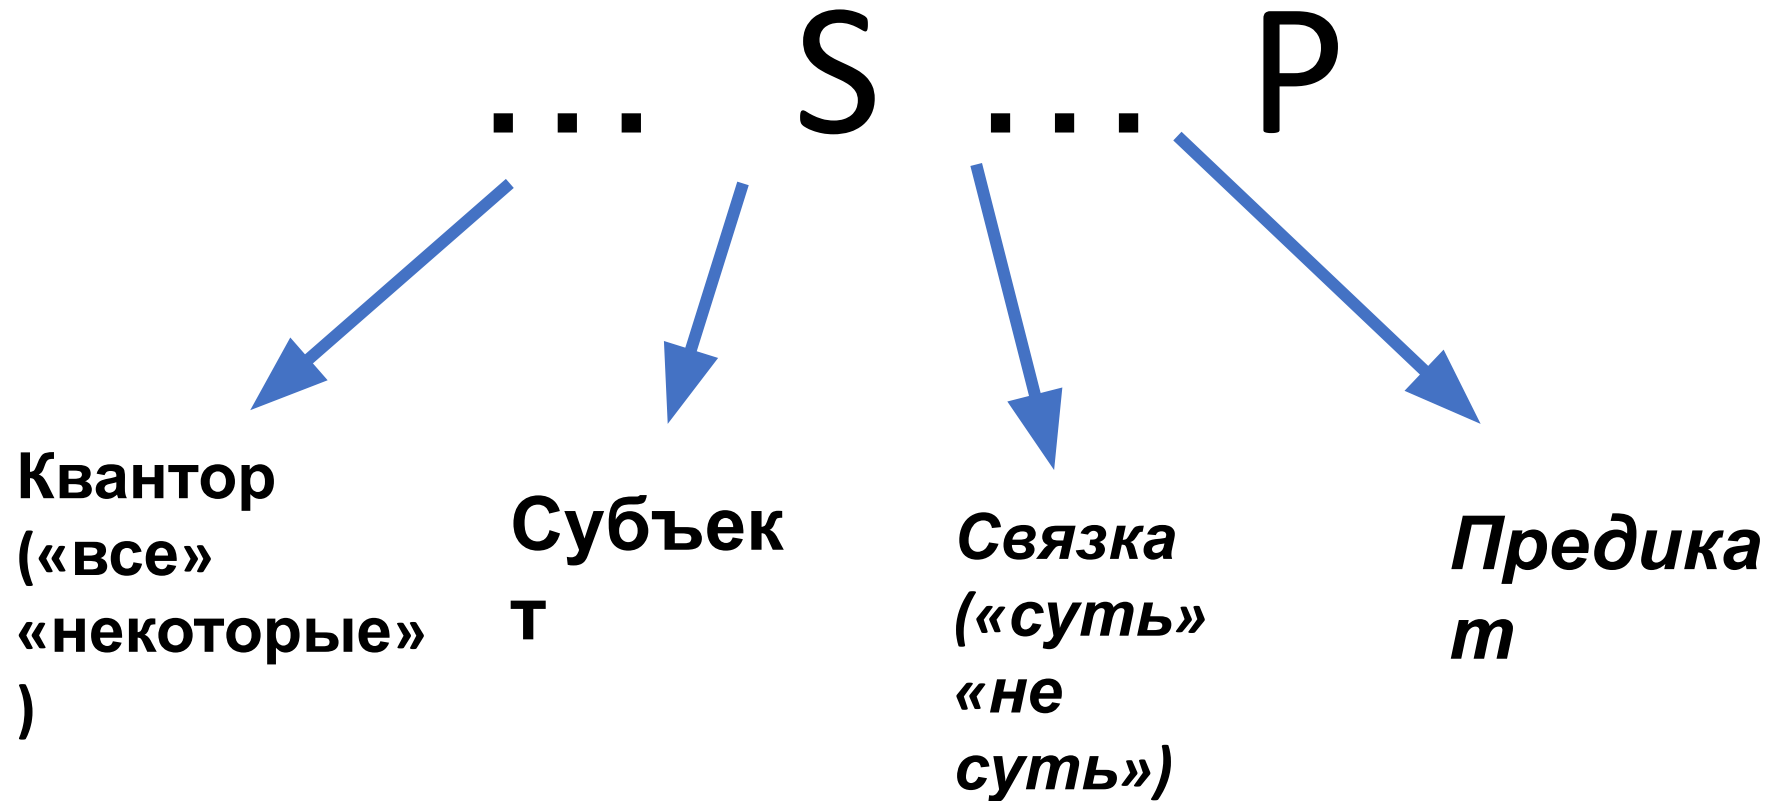 ... S ... P
Квантор
(«все»
«некоторые»
)
Субъек
т
Связка
(«суть»
«не
суть»)
Предика
т